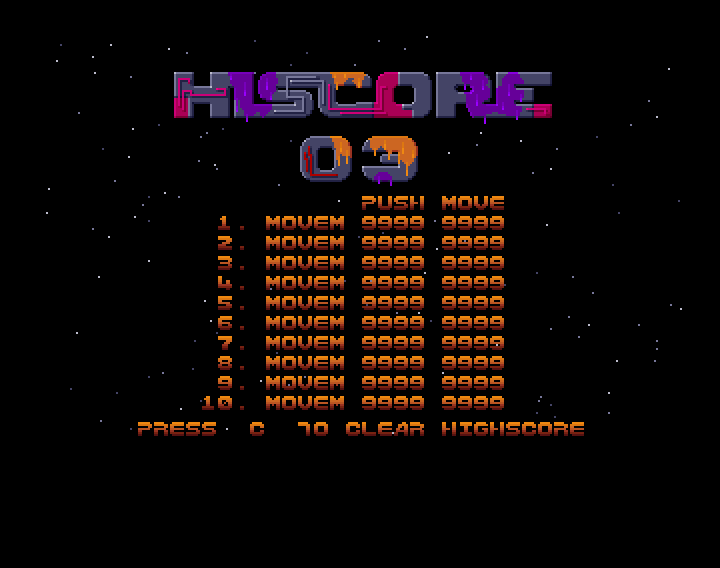 HISCORE
03
PUSH MOVE
1. MOVEM 9999 9999
2. MOVEM 9999 9999
3. MOVEM 9999 9999
4. MOVEM 9999 9999
5. MOVEM 9999 9999
6. MOVEM 9999 9999
7. MOVEM 9999 9999
8. MOVEM 9999 9999
9. MOVEM 9999 9999
10. MOVEM 9999 9999
PRESS C TO CLEAR HIGHSCORE